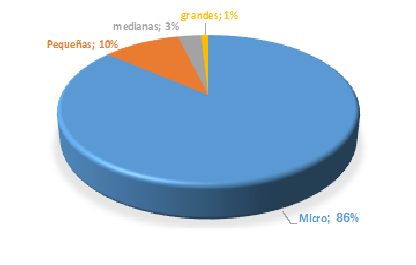 grandes; 1%
medianas; 3%
Pequeñas; 10%
Micro; 86%